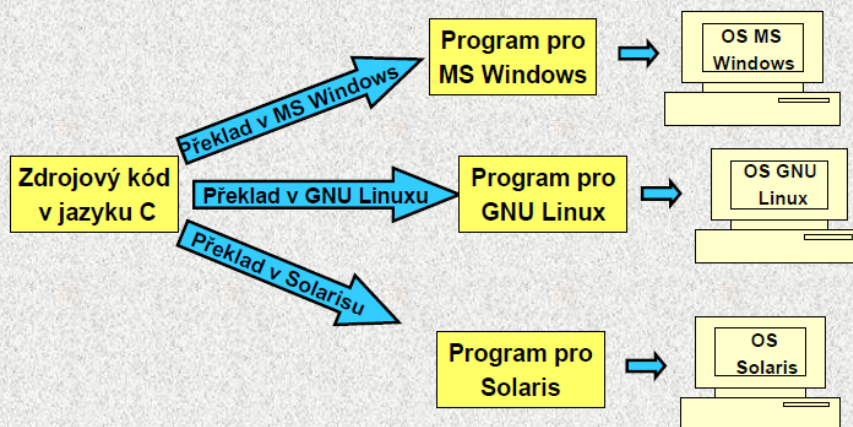 Program pro
MS Windows
OS MS
Windows
Překlad v MS Windows
Zdrojový kód
v jazyku C
Překlad v GNU Linuxu
Program pro
GNU Linux
OS GNU
Linux
Překlad v Solarisu
Program pro
Solaris
OS
Solaris